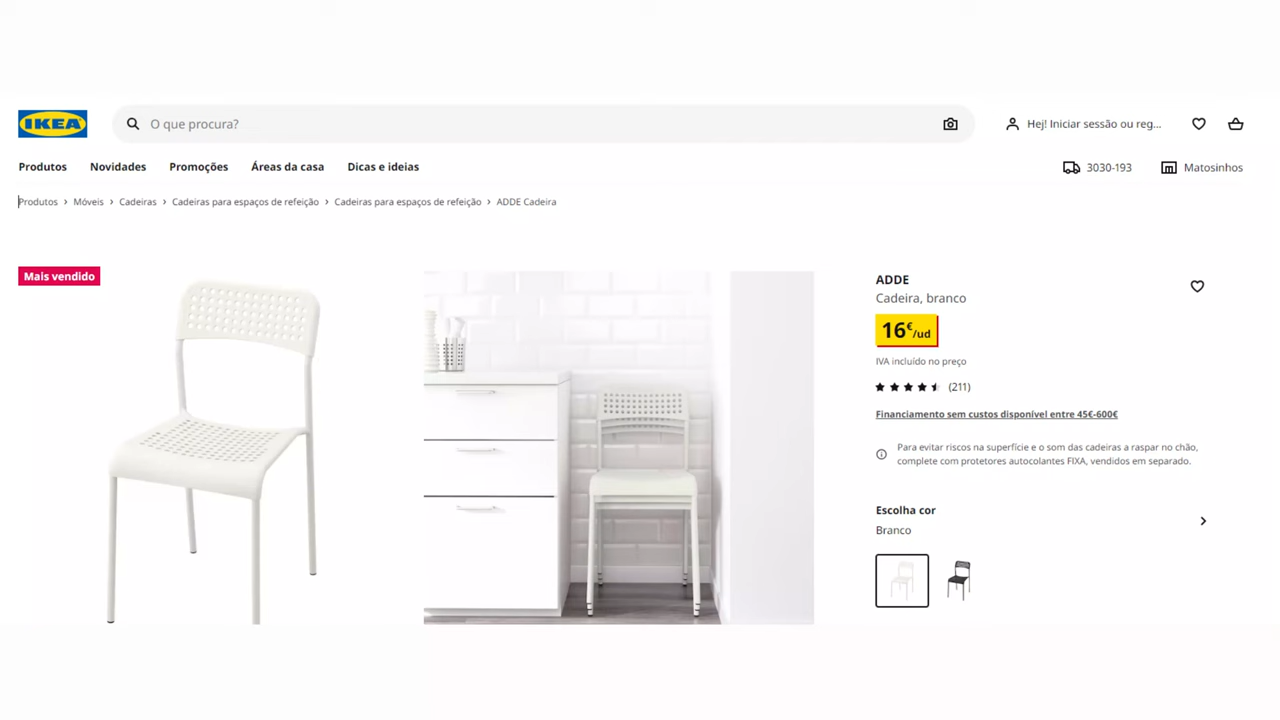 IKEA
O que procura?
Hej! Iniciar sessão ou reg...
Produtos
Novidades
Promoções
Áreas da casa
Dicas e ideias
3030-193
Matosinhos
Produtos › Móveis › Cadeiras › Cadeiras para espaços de refeição › Cadeiras para espaços de refeição › ADDE Cadeira
Mais vendido
ADDE
Cadeira, branco
16€/ud
IVA incluído no preço
(211)
Financiamento sem custos disponível entre 45€-600€
Para evitar riscos na superfície e o som das cadeiras a raspar no chão,
complete com protetores autocolantes FIXA, vendidos em separado.
Escolha cor
Branco